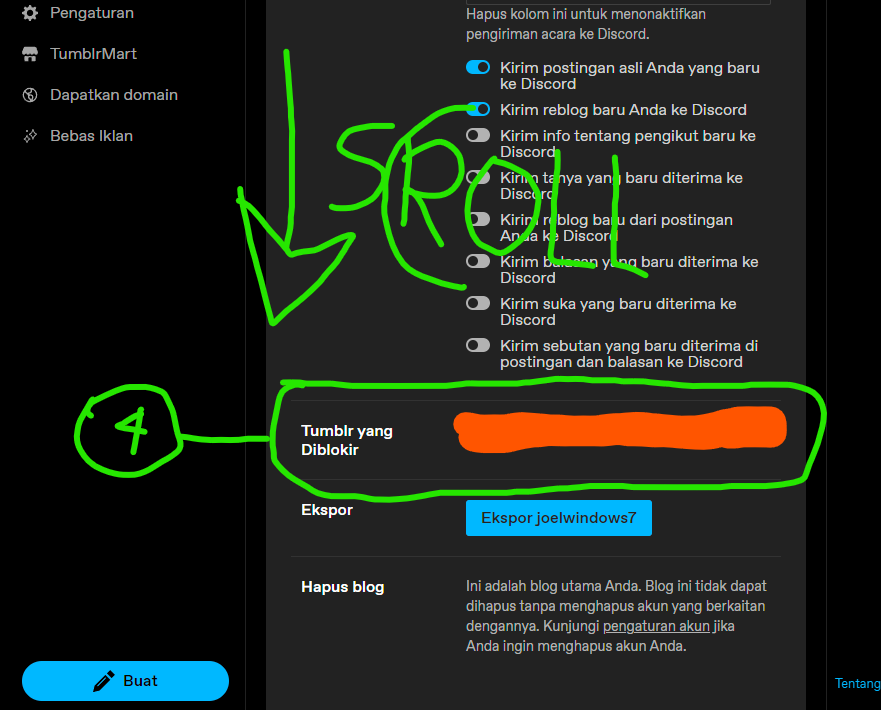 Pengaturan
TumblrMart
Dapatkan domain
Bebas Iklan
Hapus kolom ini untuk menonaktifkan
pengiriman acara ke Discord.
Kirim postingan asli Anda yang baru
ke Discord
Kirim reblog baru Anda ke Discord
Kirim info tentang pengikut baru ke
Discord
Kirim tanya yang baru diterima ke
Discord
Kirim reblog baru dari postingan
Anda ke Discord
Kirim balasan yang baru diterima ke
Discord
Kirim suka yang baru diterima ke
Discord
Kirim sebutan yang baru diterima di
postingan dan balasan ke Discord
SCROLL
4
Tumblr yang
Diblokir
Ekspor
Ekspor joelwindows7
Hapus blog
Ini adalah blog utama Anda. Blog ini tidak dapat
dihapus tanpa menghapus akun yang berkaitan
dengannya. Kunjungi pengaturan akun jika
Anda ingin menghapus akun Anda.
Buat
Tentang